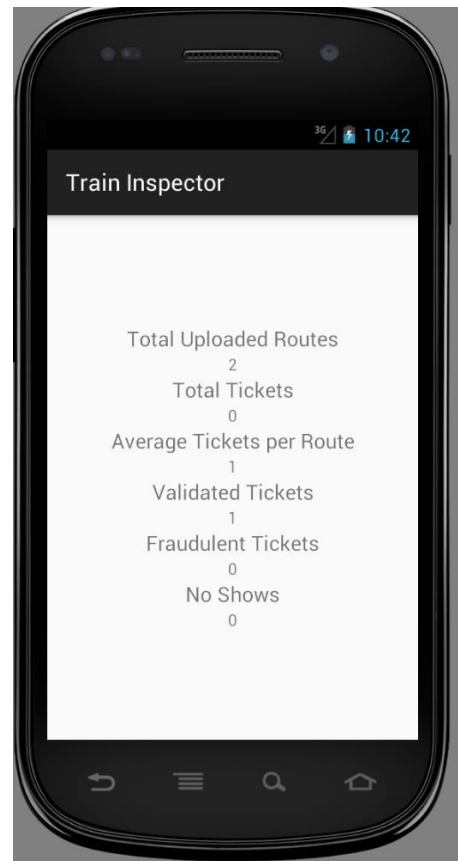 3G 10:42
Train Inspector
Total Uploaded Routes
2
Total Tickets
0
Average Tickets per Route
1
Validated Tickets
1
Fraudulent Tickets
0
No Shows
0